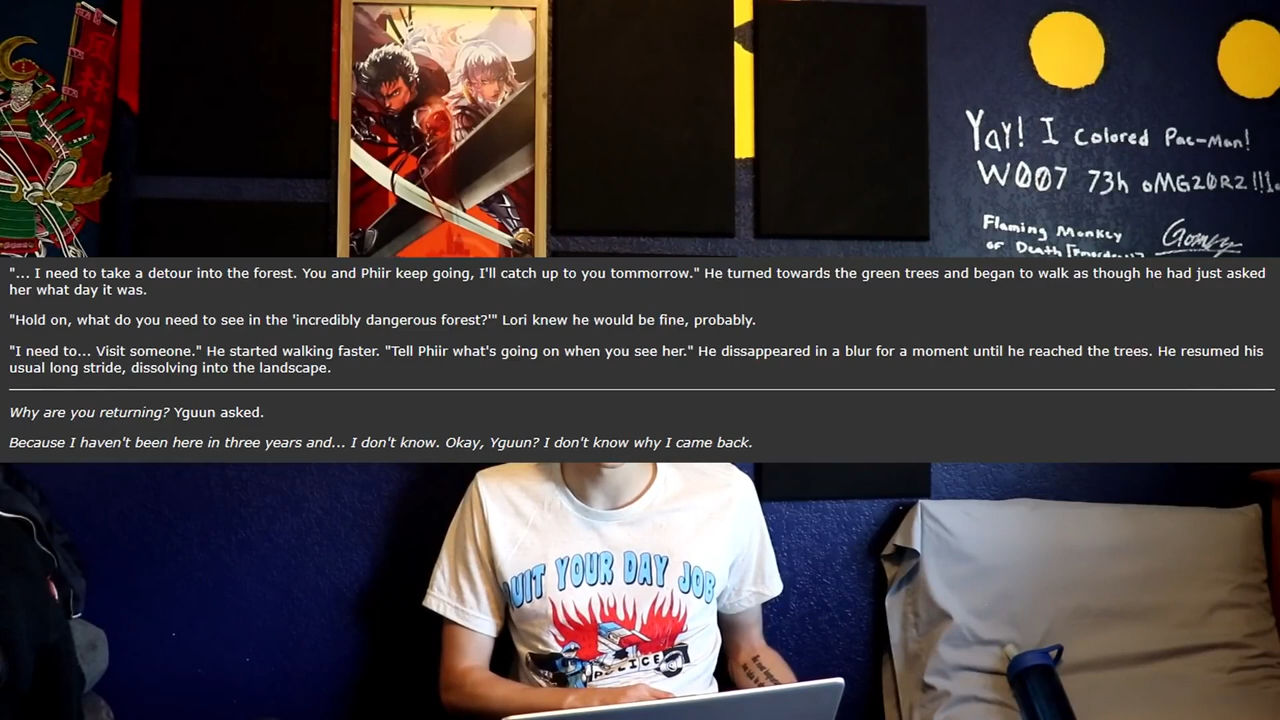 Yay! I Colored Pac-Man!
W007 73h oMG20R2!!1
Flaming Monkey
of Death
"... I need to take a detour into the forest. You and Phiir keep going, I'll catch up to you tommorrow." He turned towards the green trees and began to walk as though he had just asked
her what day it was.
"Hold on, what do you need to see in the 'incredibly dangerous forest?'" Lori knew he would be fine, probably.
"I need to... Visit someone." He started walking faster. "Tell Phiir what's going on when you see her." He dissappeared in a blur for a moment until he reached the trees. He resumed his
usual long stride, dissolving into the landscape.
Why are you returning? Yguun asked.
Because I haven't been here in three years and... I don't know. Okay, Yguun? I don't know why I came back.
QUIT YOUR DAY JOB
POLICE